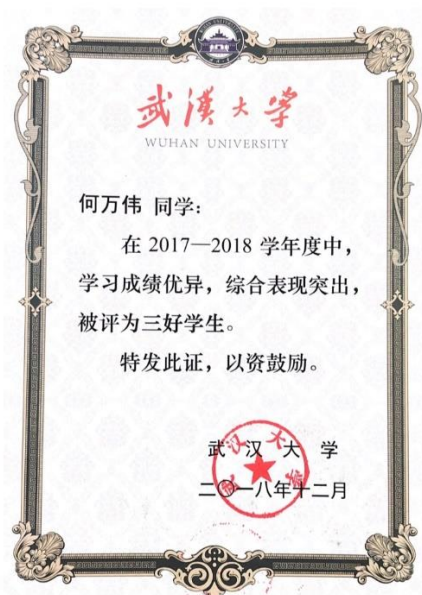 武漢大学
WUHAN UNIVERSITY
何万伟 同学：
在 2017—2018 学年度中，
学习成绩优异，综合表现突出，
被评为三好学生。
特发此证，以资鼓励。
武汉大学
二〇一八年十二月